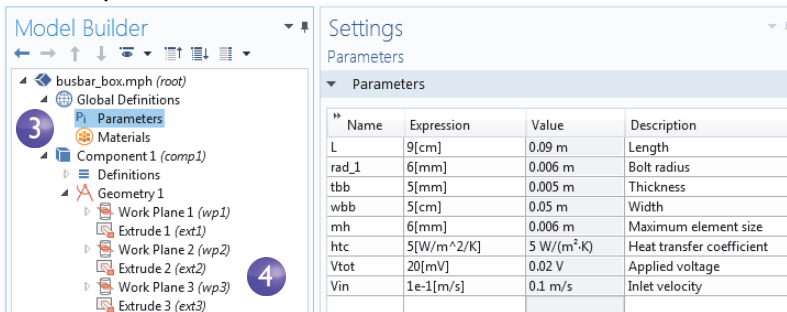 Model Builder
busbar_box.mph (root)
Global Definitions
3
Pi Parameters
Materials
Component 1 (comp1)
Definitions
Geometry 1
Work Plane 1 (wp1)
Extrude 1 (ext1)
Work Plane 2 (wp2)
Extrude 2 (ext2)
4
Work Plane 3 (wp3)
Extrude 3 (ext3)
Settings
Parameters
Parameters
Name Expression Value Description
L 9[cm] 0.09 m Length
rad_1 6[mm] 0.006 m Bolt radius
tbb 5[mm] 0.005 m Thickness
wbb 5[cm] 0.05 m Width
mh 6[mm] 0.006 m Maximum element size
htc 5[W/m^2/K] 5 W/(m²·K) Heat transfer coefficient
Vtot 20[mV] 0.02 V Applied voltage
Vin 1e-1[m/s] 0.1 m/s Inlet velocity